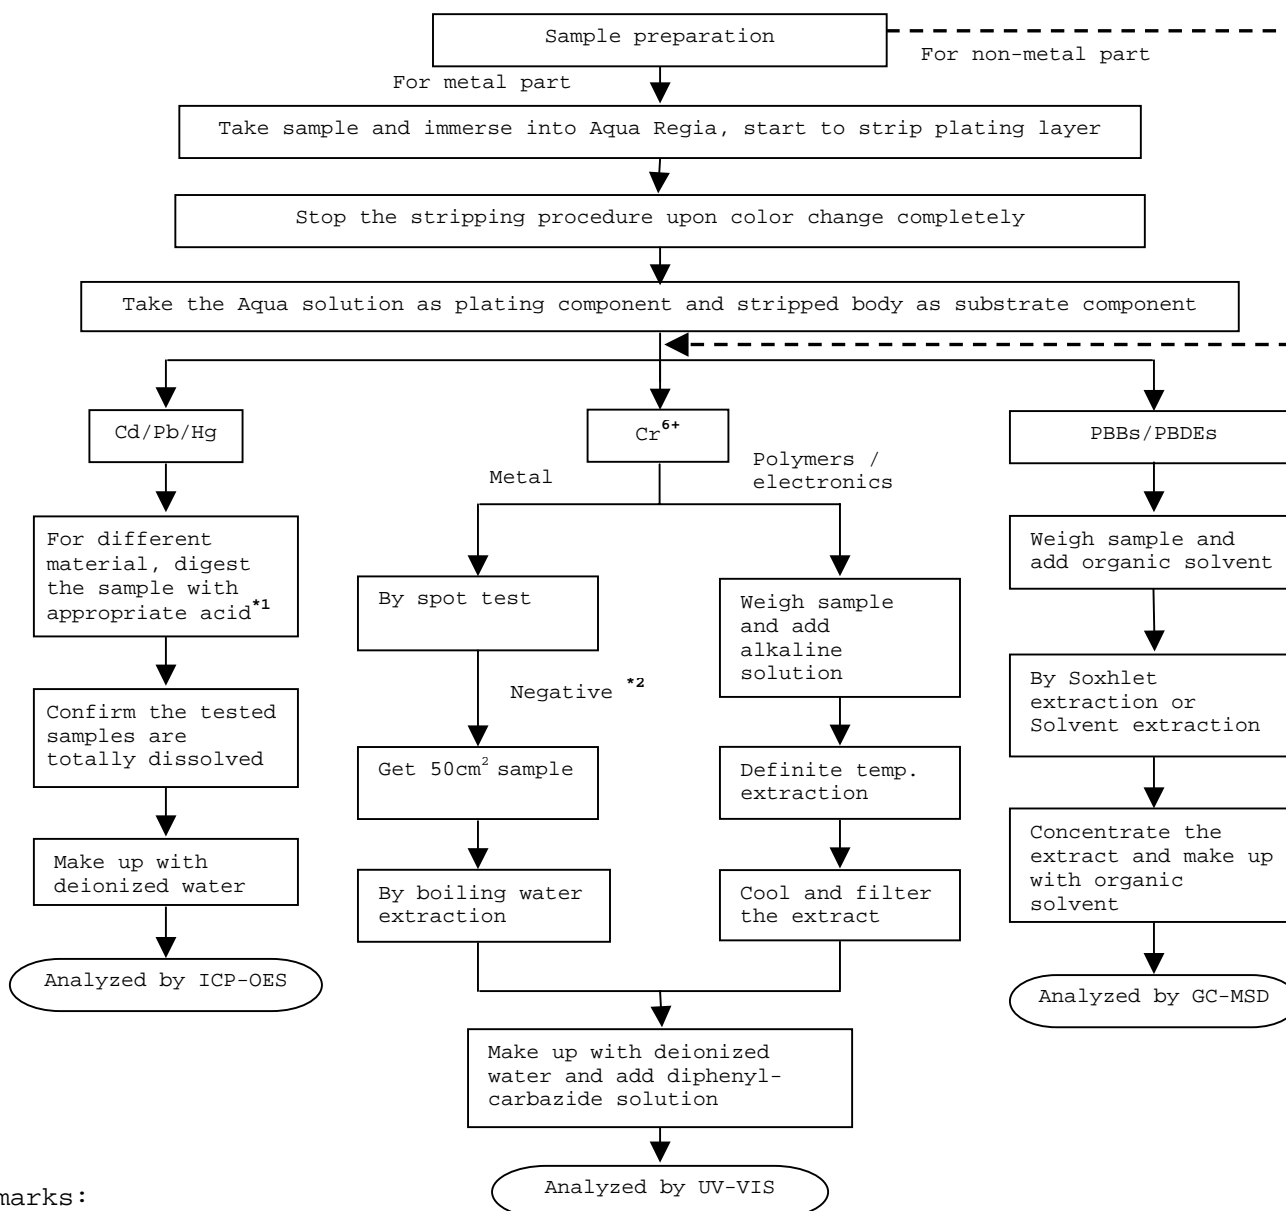 Sample preparation
For non-metal part
For metal part
Take sample and immerse into Aqua Regia, start to strip plating layer
Stop the stripping procedure upon color change completely
Take the Aqua solution as plating component and stripped body as substrate component
Cd/Pb/Hg
Cr6+
PBBs/PBDEs
Metal
Polymers /
electronics
For different
material, digest
the sample with
appropriate acid*1
Confirm the tested
samples are
totally dissolved
Make up with
deionized water
Analyzed by ICP-OES
By spot test
Negative *2
Get 50cm2 sample
By boiling water
extraction
Weigh sample
and add
alkaline
solution
Definite temp.
extraction
Cool and filter
the extract
Make up with deionized
water and add diphenyl-
carbazide solution
Analyzed by UV-VIS
Weigh sample and
add organic solvent
By Soxhlet
extraction or
Solvent extraction
Concentrate the
extract and make up
with organic
solvent
Analyzed by GC-MSD
marks: